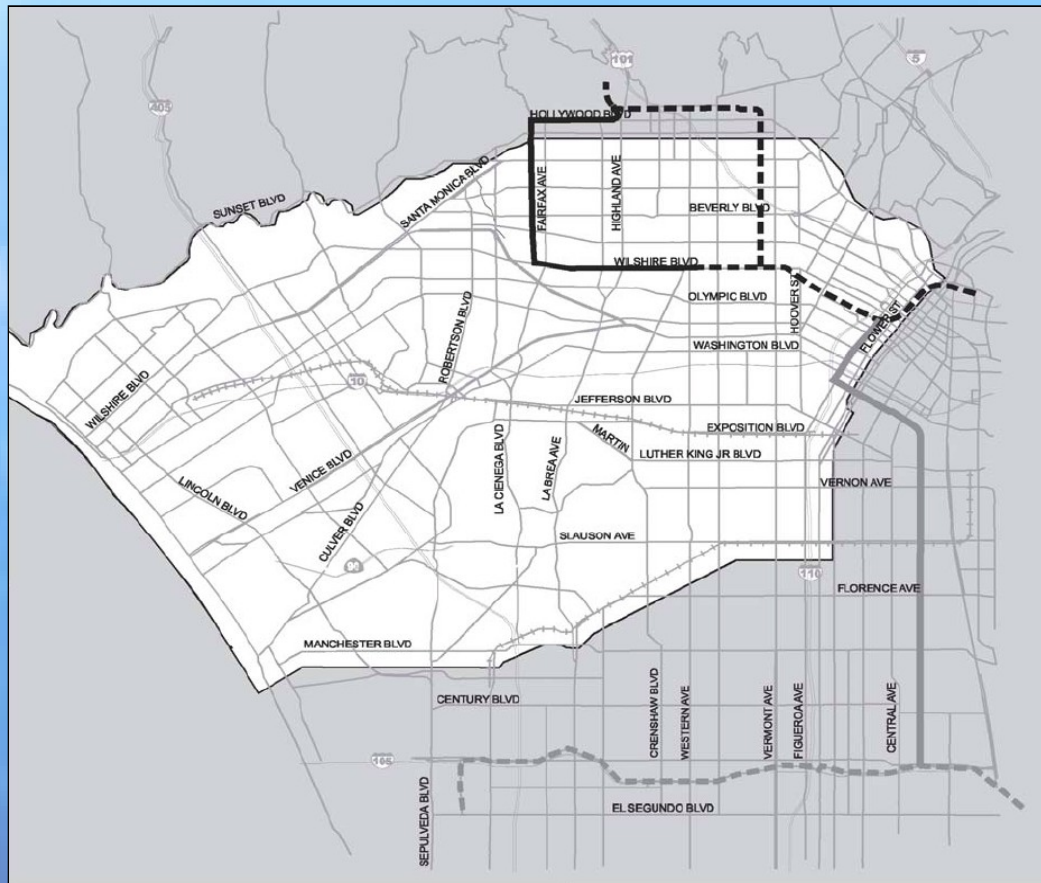 101
5
405
HOLLYWOOD BLVD
SANTA MONICA BLVD
FAIRFAX AVE
HIGHLAND AVE
SUNSET BLVD
BEVERLY BLVD
WILSHIRE BLVD
OLYMPIC BLVD
HOOVER ST
FLOWER ST
WASHINGTON BLVD
ROBERTSON BLVD
WILSHIRE BLVD
10
JEFFERSON BLVD
EXPOSITION BLVD
MARTIN
LUTHER KING JR BLVD
VENICE BLVD
LA CENEGA BLVD
LA BREA AVE
LINCOLN BLVD
VERNON AVE
CULVER BLVD
SLAUSON AVE
90
110
FLORENCE AVE
MANCHESTER BLVD
CENTURY BLVD
CRENSHAW BLVD
WESTERN AVE
VERMONT AVE
FIGUEROA AVE
CENTRAL AVE
105
SEPULVEDA BLVD
EL SEGUNDO BLVD